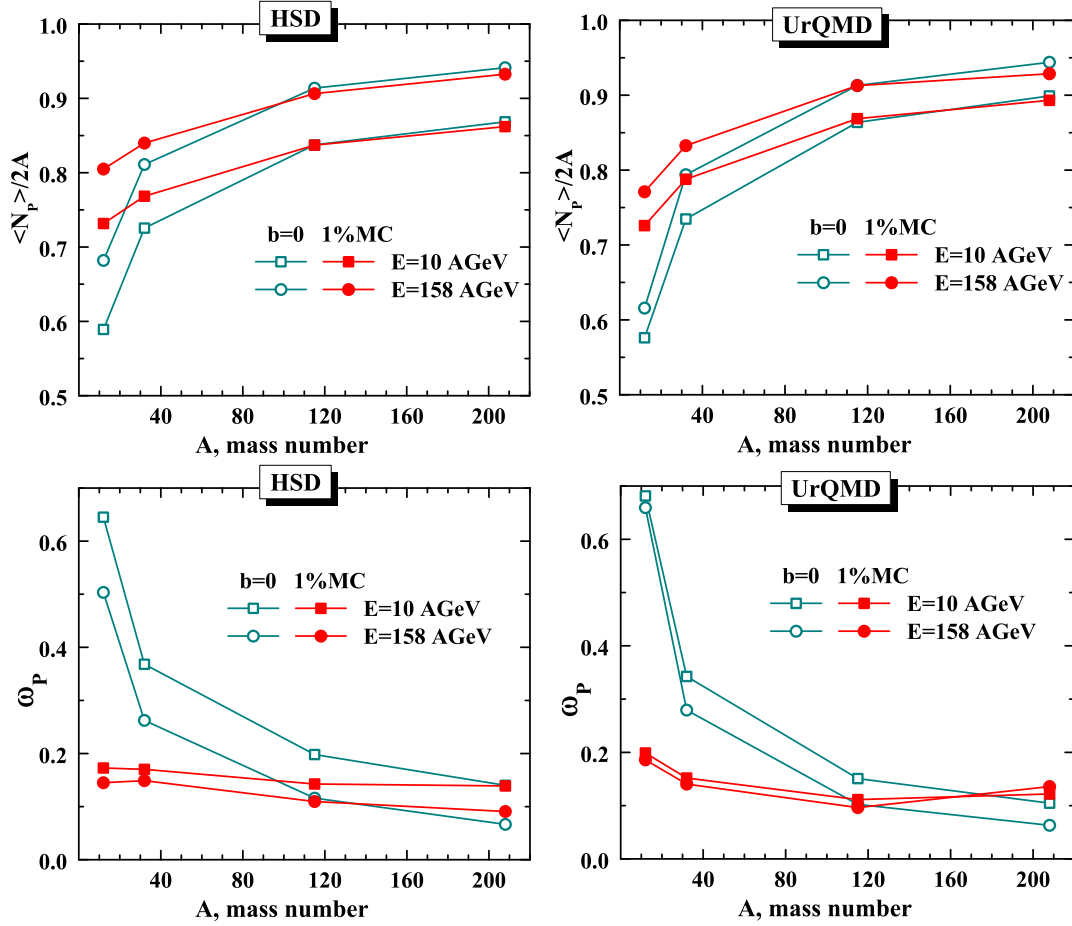 HSD
1.0
0.9
0.8
0.7
0.6
0.5
<N_P>/2A
b=0 1%MC
E=10 AGeV
E=158 AGeV
40 80 120 160 200
A, mass number
UrQMD
1.0
0.9
0.8
0.7
0.6
0.5
<N_P>/2A
b=0 1%MC
E=10 AGeV
E=158 AGeV
40 80 120 160 200
A, mass number
HSD
0.6
0.4
0.2
0.0
ω_P
b=0 1%MC
E=10 AGeV
E=158 AGeV
40 80 120 160 200
A, mass number
UrQMD
0.6
0.4
0.2
0.0
ω_P
b=0 1%MC
E=10 AGeV
E=158 AGeV
40 80 120 160 200
A, mass number